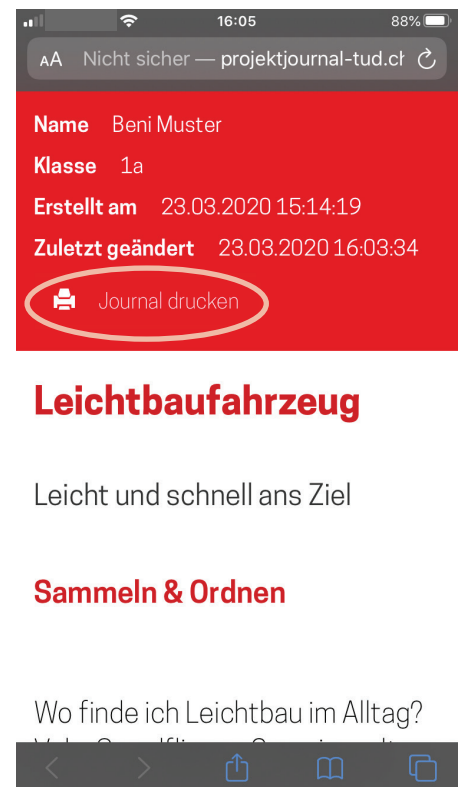 16:05
88%
AA Nicht sicher — projektjournal-tud.ch
Name Beni Muster
Klasse 1a
Erstellt am 23.03.2020 15:14:19
Zuletzt geändert 23.03.2020 16:03:34
Journal drucken
Leichtbaufahrzeug
Leicht und schnell ans Ziel
Sammeln & Ordnen
Wo finde ich Leichtbau im Alltag?